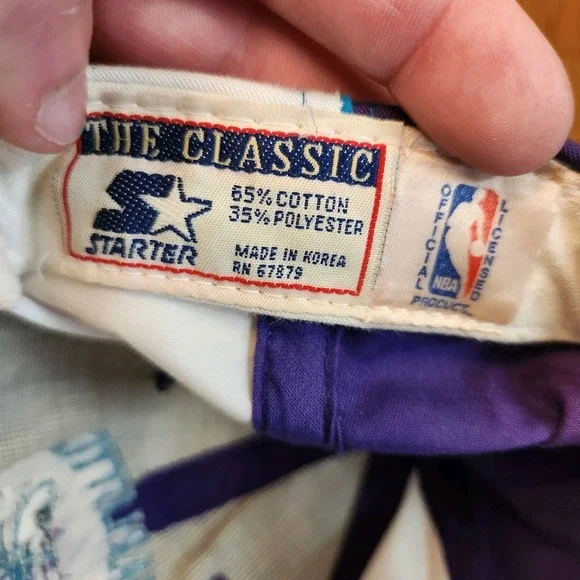 THE CLASSIC
65% COTTON
35% POLYESTER
STARTER
MADE IN KOREA
RN 67879
OFFICIAL
NBA
LICENSED
PRODUCT